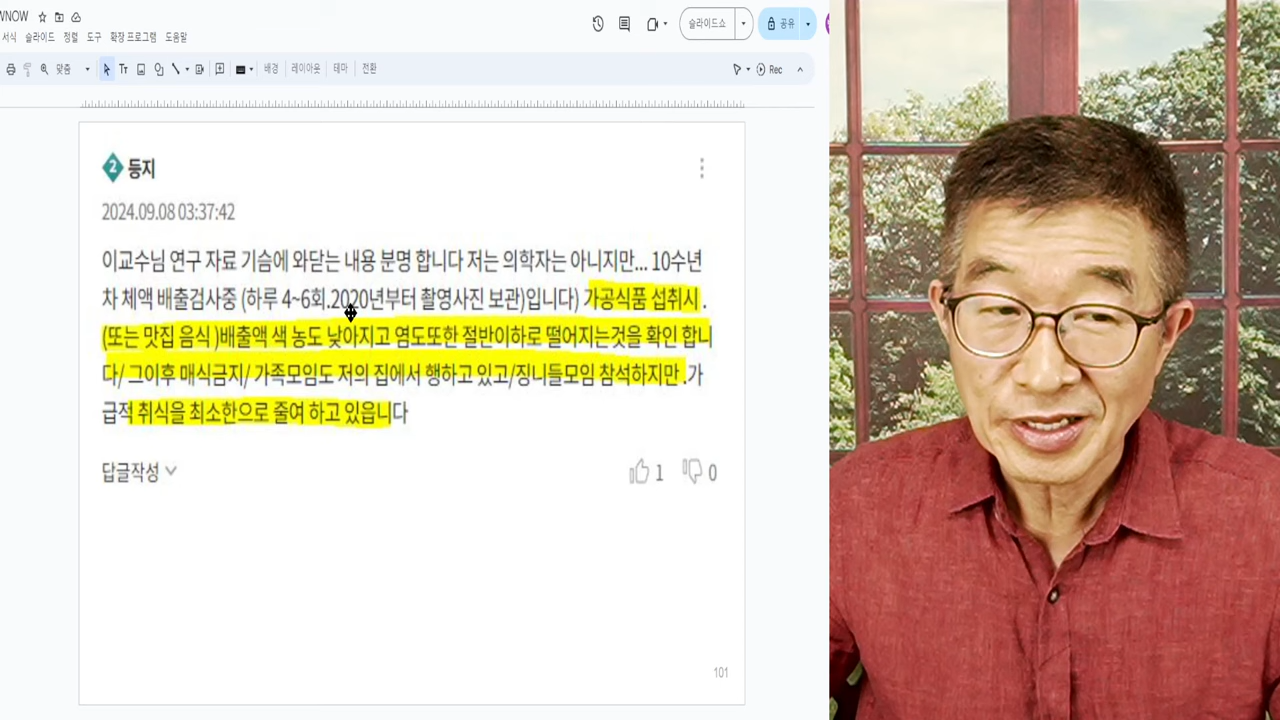 WNOW
서식 슬라이드 정렬 도구 확장 프로그램 도움말
슬라이드쇼
공유
맞춤
배경 레이아웃 테마 전환
Rec
2 등지
2024.09.08 03:37:42
이교수님 연구 자료 기슴에 와닫는 내용 분명 합니다 저는 의학자는 아니지만... 10수년
차 체액 배출검사중 (하루 4~6회.2020년부터 촬영사진 보관)입니다) 가공식품 섭취시 .
(또는 맛집 음식 )배출액 색 농도 낮아지고 염도또한 절반이하로 떨어지는것을 확인 합니
다/ 그이후 매식금지/ 가족모임도 저의 집에서 행하고 있고/징니들모임 참석하지만 .가
급적 취식을 최소한으로 줄여 하고 있읍니다
답글작성
1 0
101